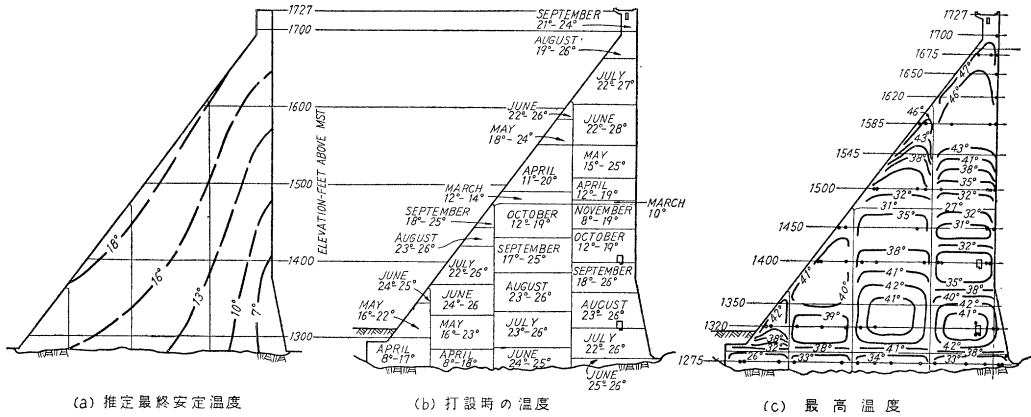 1727
1700
1600
1500
1400
1300
ELEVATION-FEET ABOVE MSL
18°
16°
13°
10°
7°
(a) 推定最終安定温度
SEPTEMBER
21°-24°
AUGUST
19°-26°
JULY
22°-27°
JUNE
22°-26°
JUNE
22°-28°
MAY
18°-24°
MAY
15°-25°
APRIL
11°-20°
APRIL
12°-19°
MARCH
12°-14°
MARCH
10°
SEPTEMBER
18°-25°
OCTOBER
12°-19°
NOVEMBER
8°-19°
AUGUST
23°-26°
OCTOBER
12°-19°
SEPTEMBER
17°-25°
JULY
22°-26°
SEPTEMBER
18°-26°
JUNE
24°-25°
JUNE
24°-26
AUGUST
23°-26°
AUGUST
23°-26°
MAY
16°-22°
MAY
16°-23°
JULY
23°-26°
JULY
22°-26°
APRIL
8°-17°
APRIL
8°-18°
JUNE
24°-25°
JUNE
25°-26°
(b) 打設時の温度
1727
1700
1675
1650
1620
1585
1545
1500
1450
1400
1350
1320
1275
47°
46°
46°
43°
38°
43°
41°
38°
35°
32°
32°
31°
27°
35°
32°
31°
38°
32°
41°
41°
42°
41°
35°
38°
40°
40°
42°
41°
42°
39°
38°
32°
38°
41°
42°
38°
26°
33°
34°
33°
(c) 最高温度